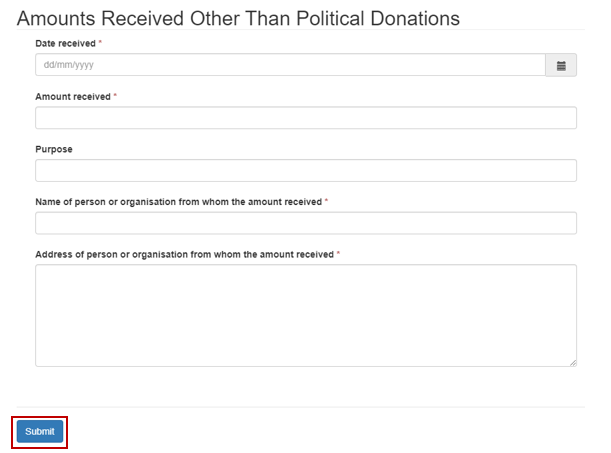 Amounts Received Other Than Political Donations
Date received *
dd/mm/yyyy
Amount received *
Purpose
Name of person or organisation from whom the amount received *
Address of person or organisation from whom the amount received *
Submit